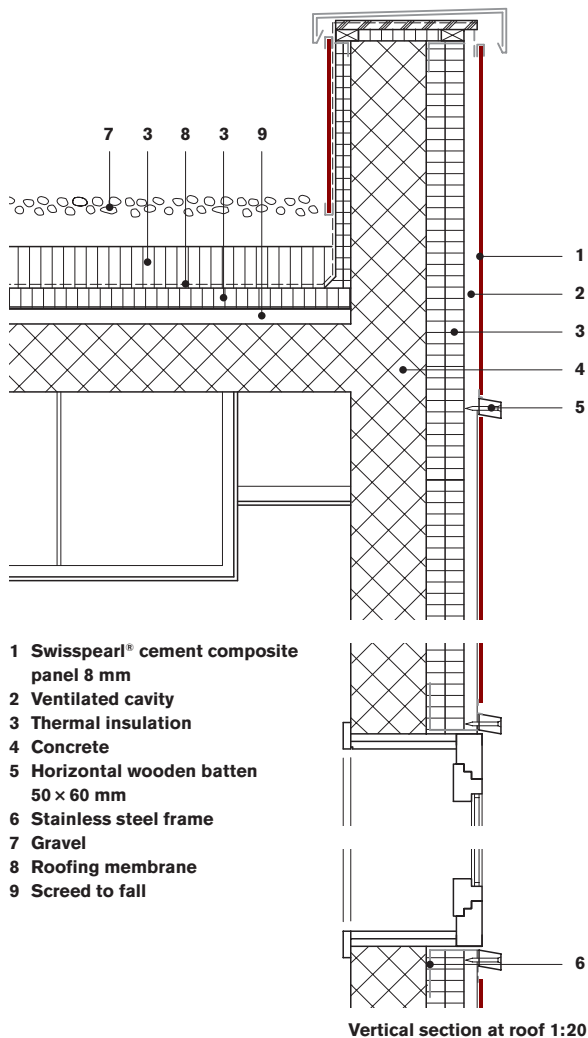 7 3 8 3 9
1
2
3
4
5
1 Swisspearl® cement composite
panel 8 mm
2 Ventilated cavity
3 Thermal insulation
4 Concrete
5 Horizontal wooden batten
50 × 60 mm
6 Stainless steel frame
7 Gravel
8 Roofing membrane
9 Screed to fall
6
Vertical section at roof 1:20